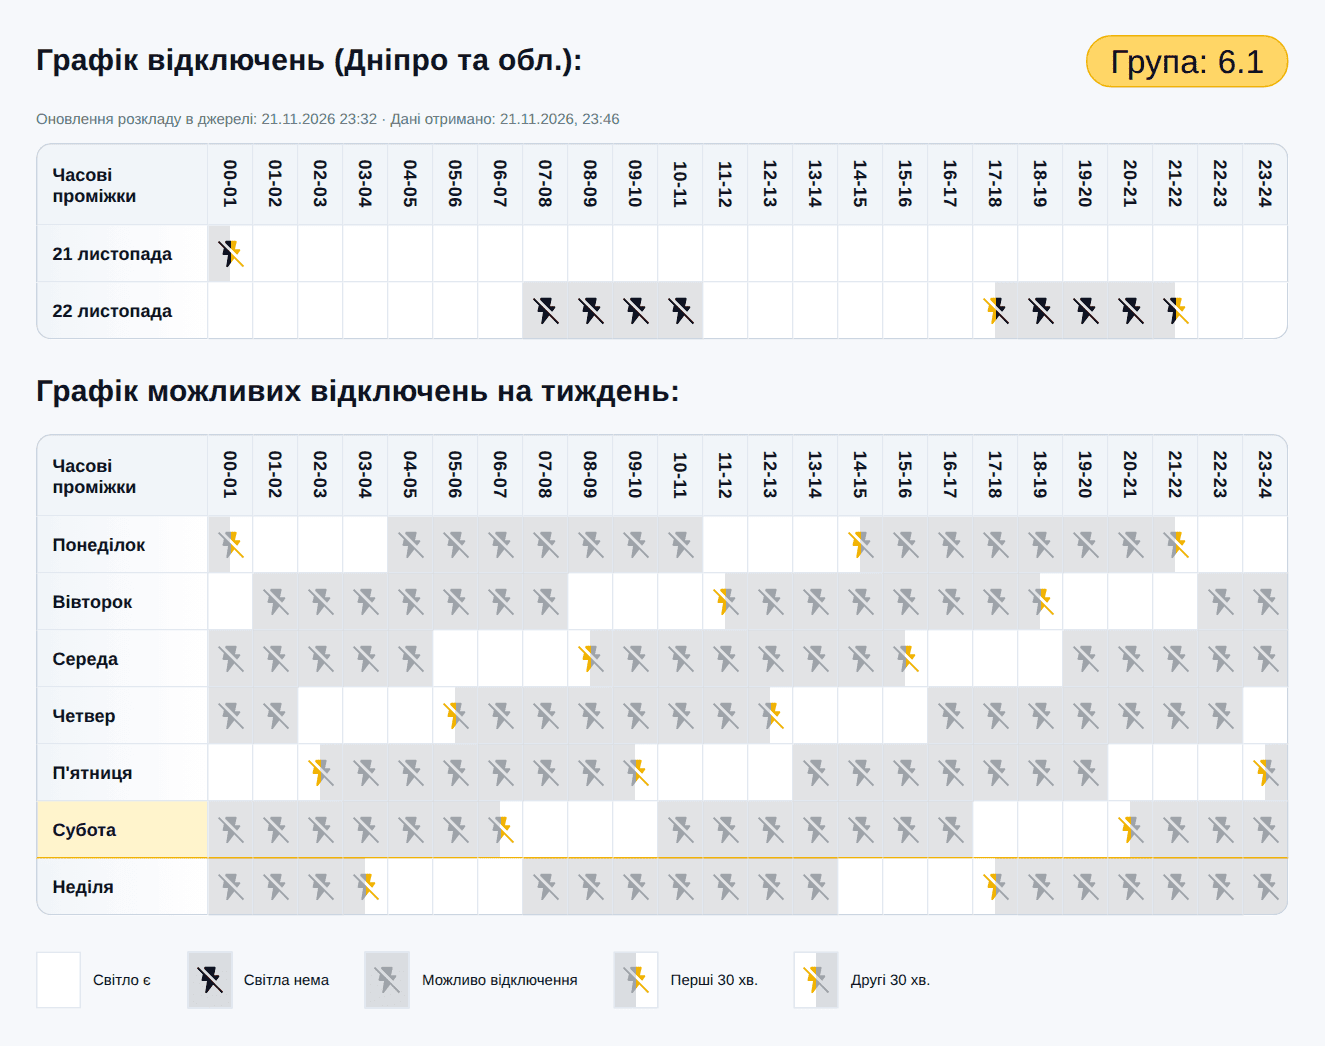 Графік відключень (Дніпро та обл.):
Група: 6.1
Оновлення розкладу в джерелі: 21.11.2026 23:32 · Дані отримано: 21.11.2026, 23:46
Часові проміжки 00-01 01-02 02-03 03-04 04-05 05-06 06-07 07-08 08-09 09-10 10-11 11-12 12-13 13-14 14-15 15-16 16-17 17-18 18-19 19-20 20-21 21-22 22-23 23-24
21 листопада
22 листопада
Графік можливих відключень на тиждень:
Часові проміжки 00-01 01-02 02-03 03-04 04-05 05-06 06-07 07-08 08-09 09-10 10-11 11-12 12-13 13-14 14-15 15-16 16-17 17-18 18-19 19-20 20-21 21-22 22-23 23-24
Понеділок
Вівторок
Середа
Четвер
П'ятниця
Субота
Неділя
Світло є Світла нема Можливо відключення Перші 30 хв. Другі 30 хв.